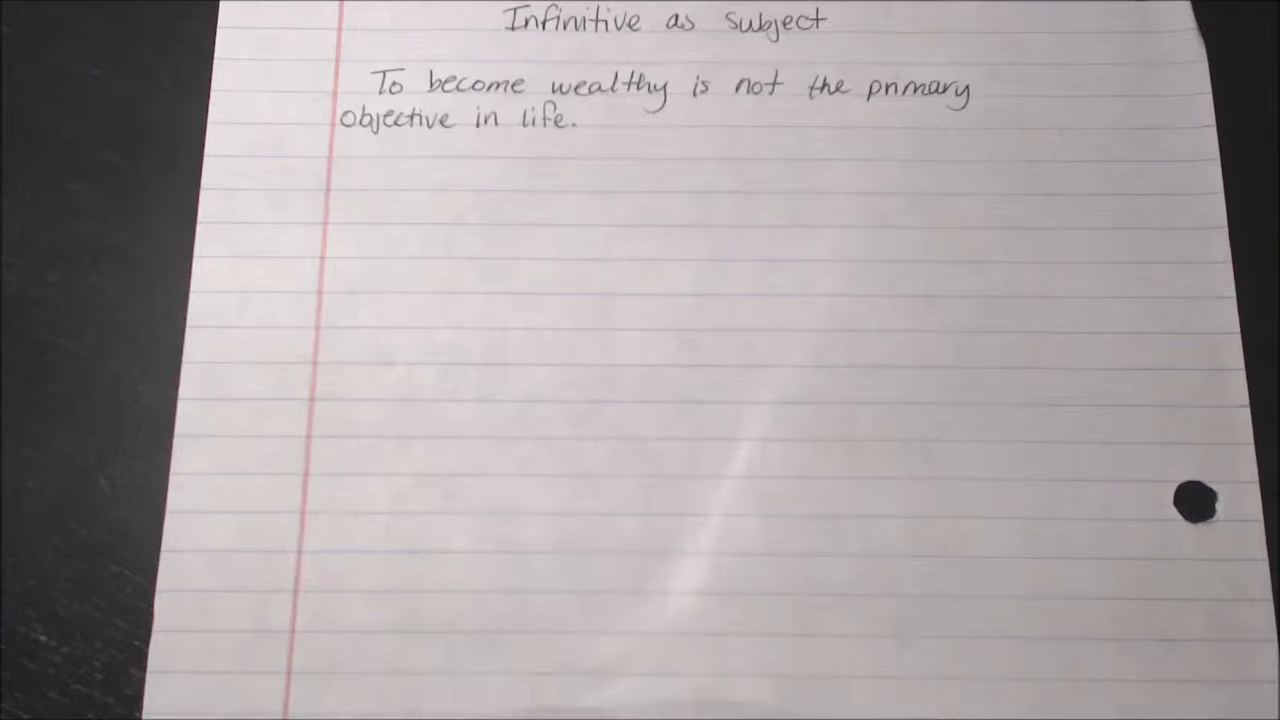 Infinitive as subject
To become wealthy is not the primary
objective in life.